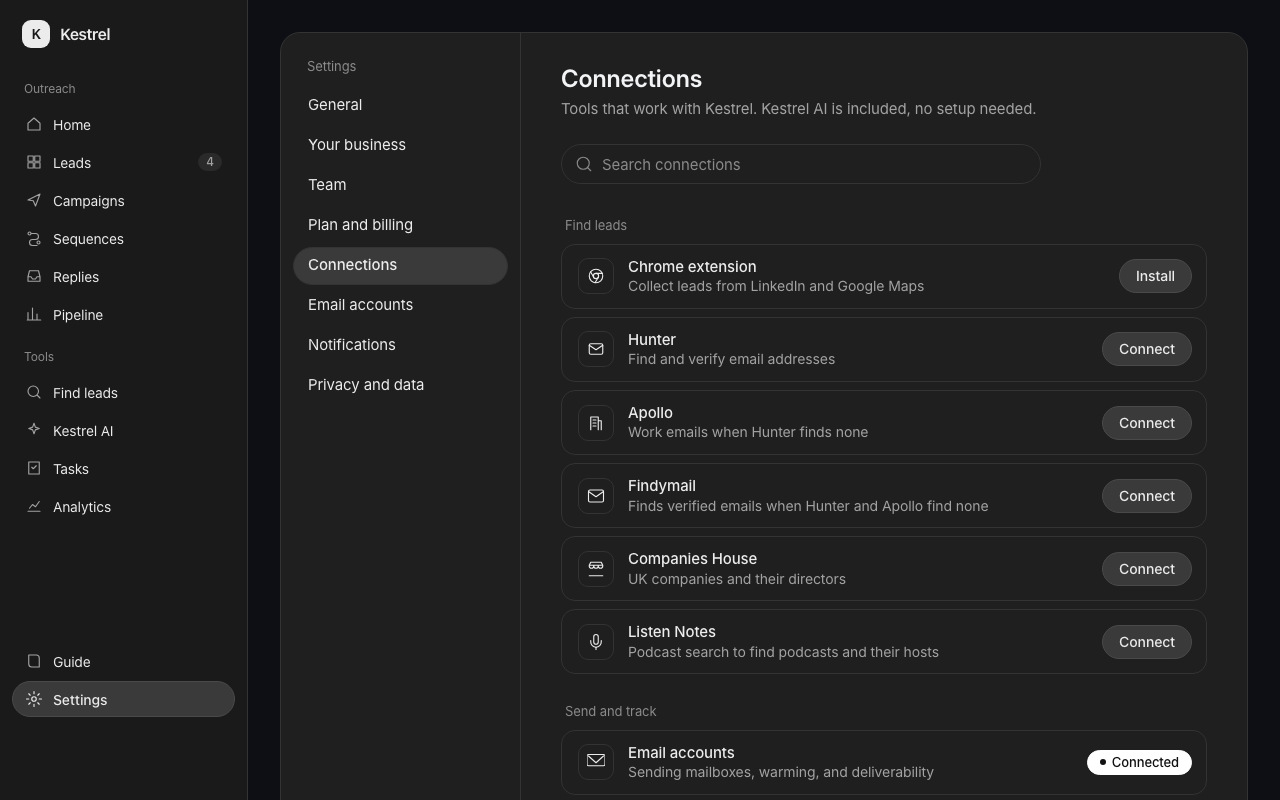 K Kestrel
Outreach
Home
Leads 4
Campaigns
Sequences
Replies
Pipeline
Tools
Find leads
Kestrel AI
Tasks
Analytics
Guide
Settings
Settings
General
Your business
Team
Plan and billing
Connections
Email accounts
Notifications
Privacy and data
Connections
Tools that work with Kestrel. Kestrel AI is included, no setup needed.
Search connections
Find leads
Chrome extension
Collect leads from LinkedIn and Google Maps
Install
Hunter
Find and verify email addresses
Connect
Apollo
Work emails when Hunter finds none
Connect
Findymail
Finds verified emails when Hunter and Apollo find none
Connect
Companies House
UK companies and their directors
Connect
Listen Notes
Podcast search to find podcasts and their hosts
Connect
Send and track
Email accounts
Sending mailboxes, warming, and deliverability
Connected